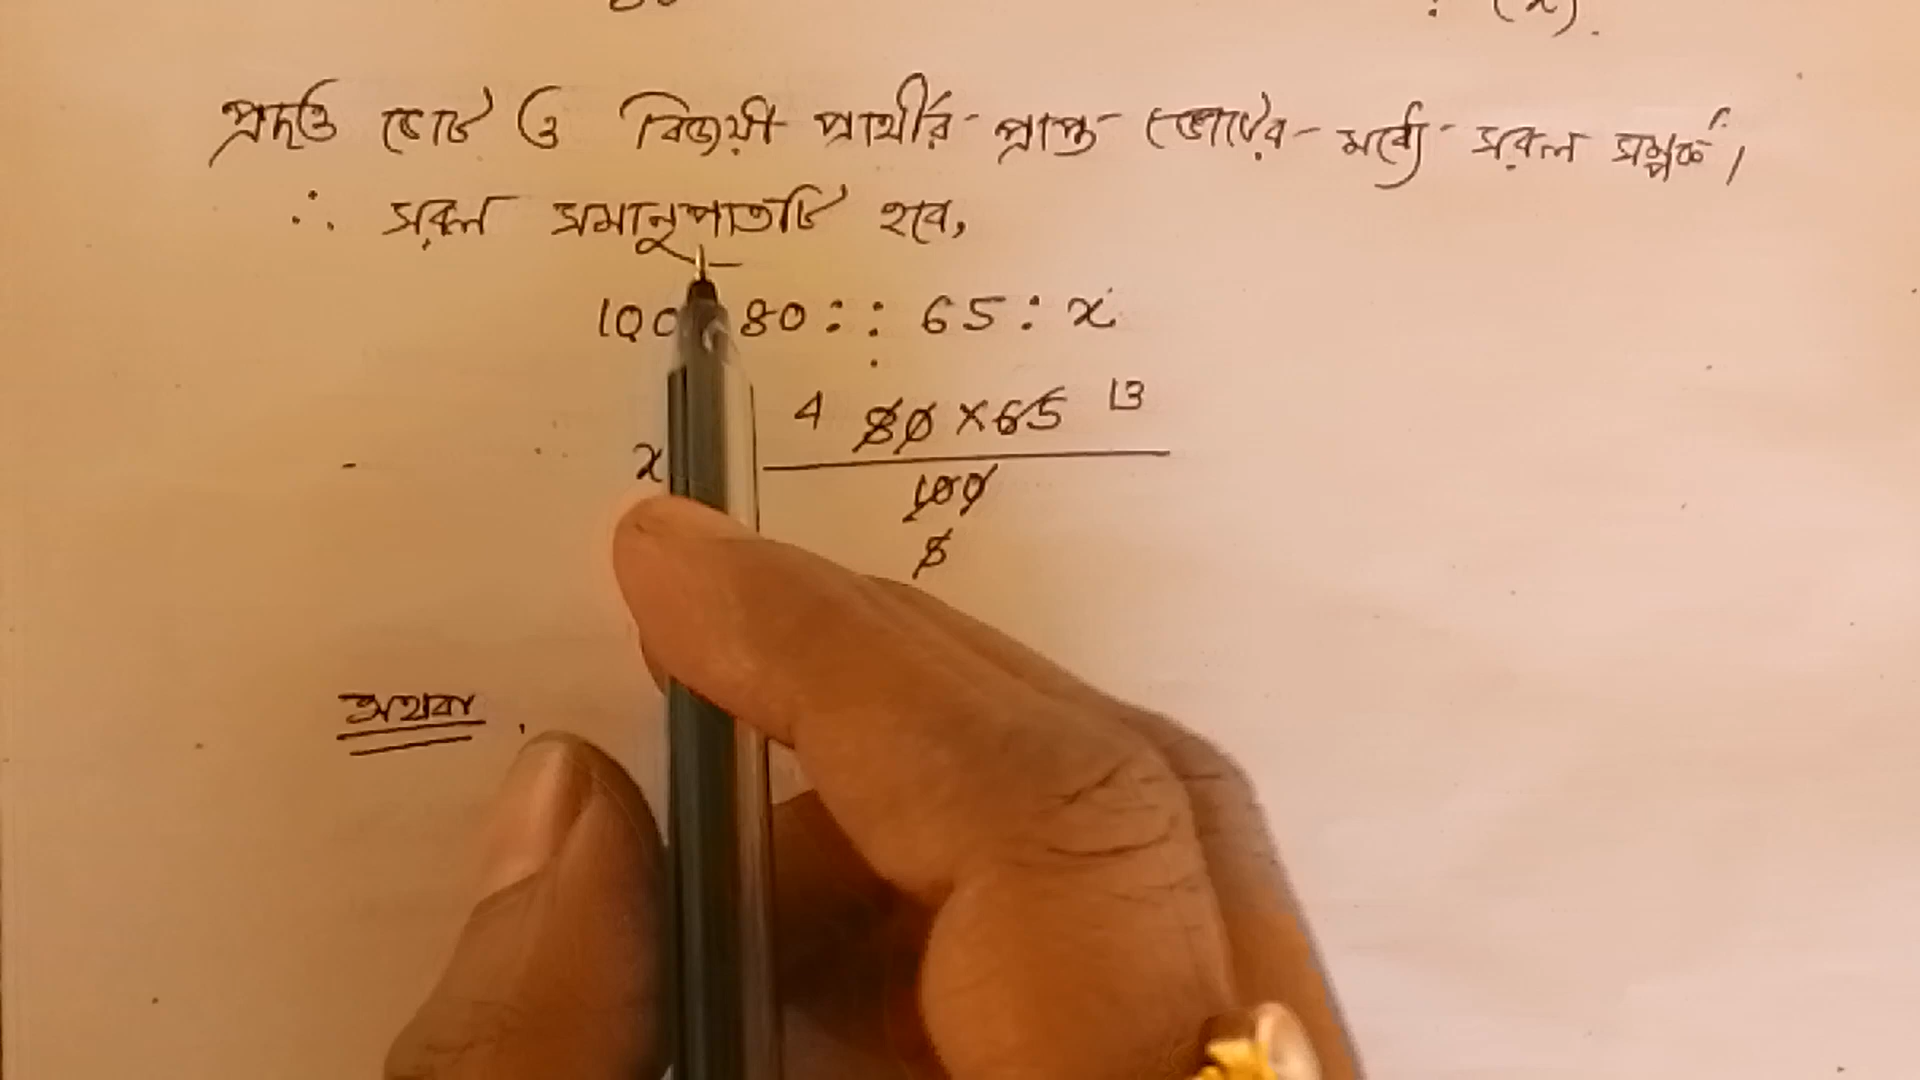 : (x).
প্রদত্ত ভোট ও বিজয়ী প্রার্থীর প্রাপ্ত ভোটের মধ্যে সরল সম্পর্ক।
∴ সরল সমানুপাতটি হবে,
100 80 :: 65 : x
4 80 × 65 13
x
100
5
অথবা